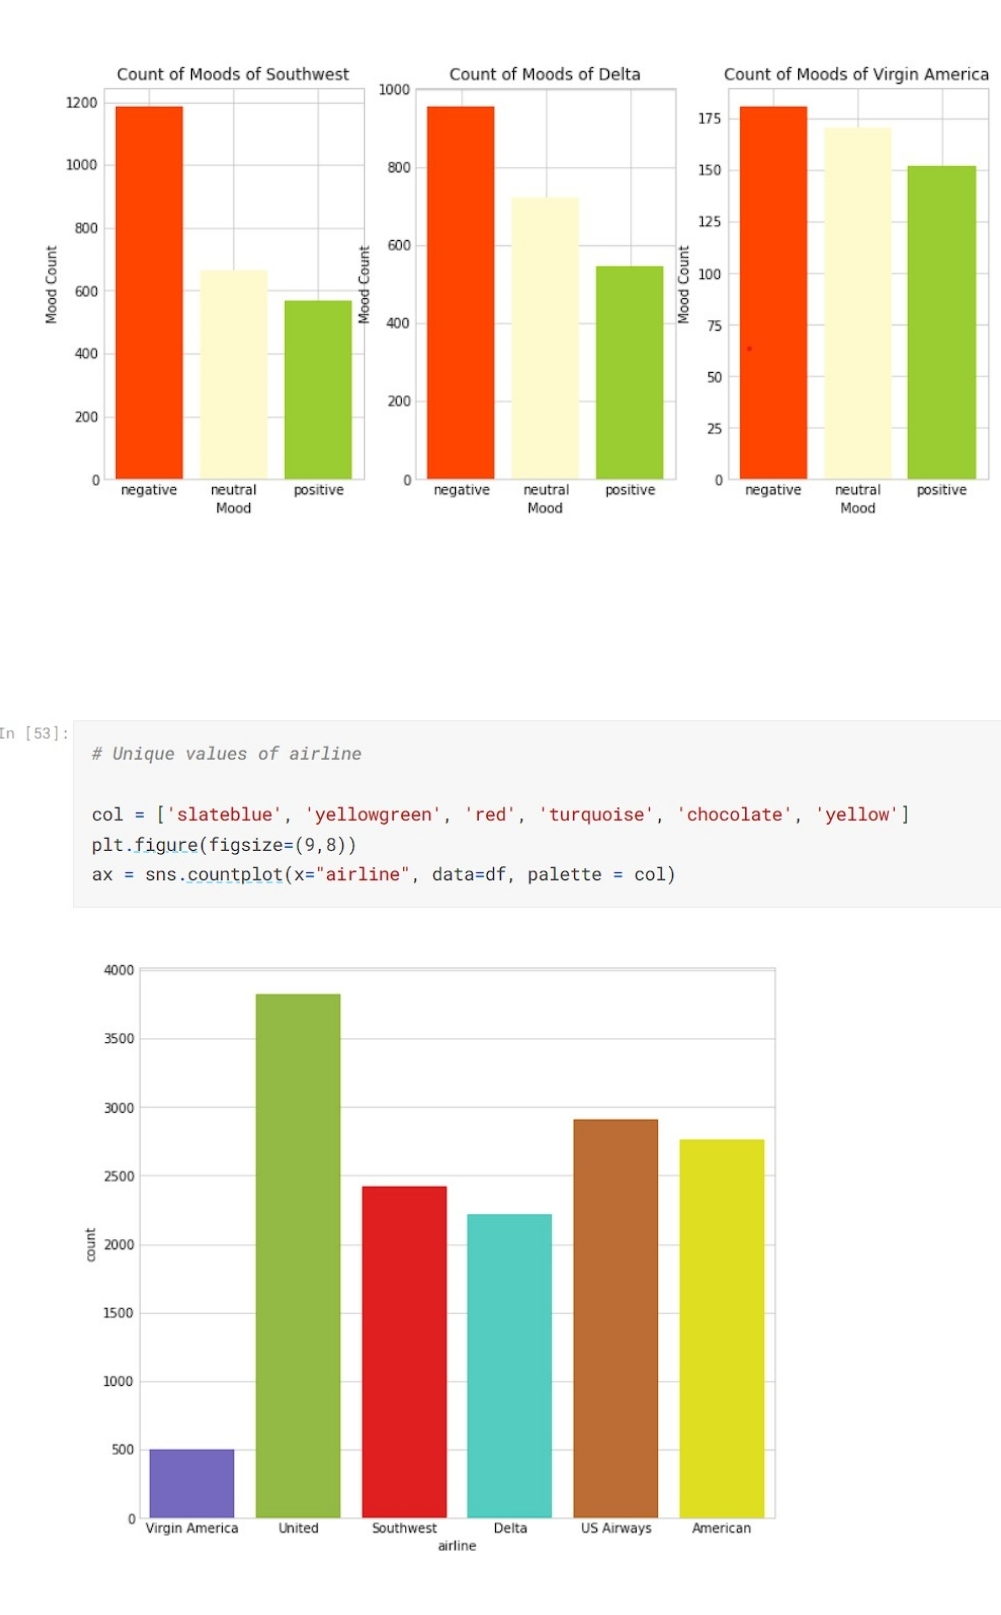 Count of Moods of Southwest
1200
1000
800
600
400
200
0
Mood Count
negative neutral positive
Mood
Count of Moods of Delta
1000
800
600
400
200
0
Mood Count
negative neutral positive
Mood
Count of Moods of Virgin America
175
150
125
100
75
50
25
0
Mood Count
negative neutral positive
Mood
In [53]:
# Unique values of airline
col = ['slateblue', 'yellowgreen', 'red', 'turquoise', 'chocolate', 'yellow']
plt.figure(figsize=(9,8))
ax = sns.countplot(x="airline", data=df, palette = col)
4000
3500
3000
2500
2000
1500
1000
500
0
count
Virgin America United Southwest Delta US Airways American
airline